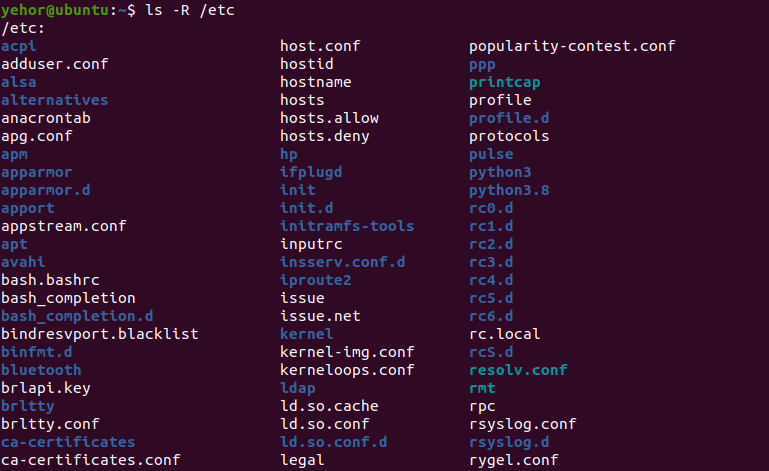 yehor@ubuntu:~$ ls -R /etc
/etc:
acpi host.conf popularity-contest.conf
adduser.conf hostid ppp
alsa hostname printcap
alternatives hosts profile
anacrontab hosts.allow profile.d
apg.conf hosts.deny protocols
apm hp pulse
apparmor ifplugd python3
apparmor.d init python3.8
apport init.d rc0.d
appstream.conf initramfs-tools rc1.d
apt inputrc rc2.d
avahi insserv.conf.d rc3.d
bash.bashrc iproute2 rc4.d
bash_completion issue rc5.d
bash_completion.d issue.net rc6.d
bindresvport.blacklist kernel rc.local
binfmt.d kernel-img.conf rcS.d
bluetooth kerneloops.conf resolv.conf
brlapi.key ldap rmt
brltty ld.so.cache rpc
brltty.conf ld.so.conf rsyslog.conf
ca-certificates ld.so.conf.d rsyslog.d
ca-certificates.conf legal rygel.conf